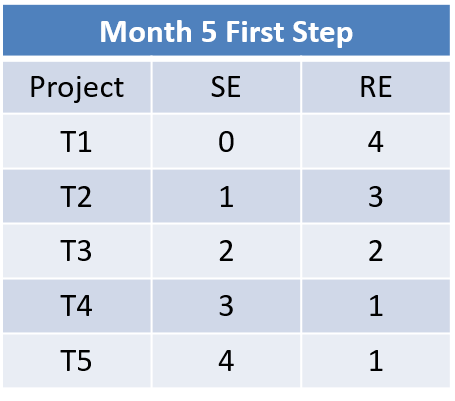 Month 5 First Step
Project SE RE
T1 0 4
T2 1 3
T3 2 2
T4 3 1
T5 4 1